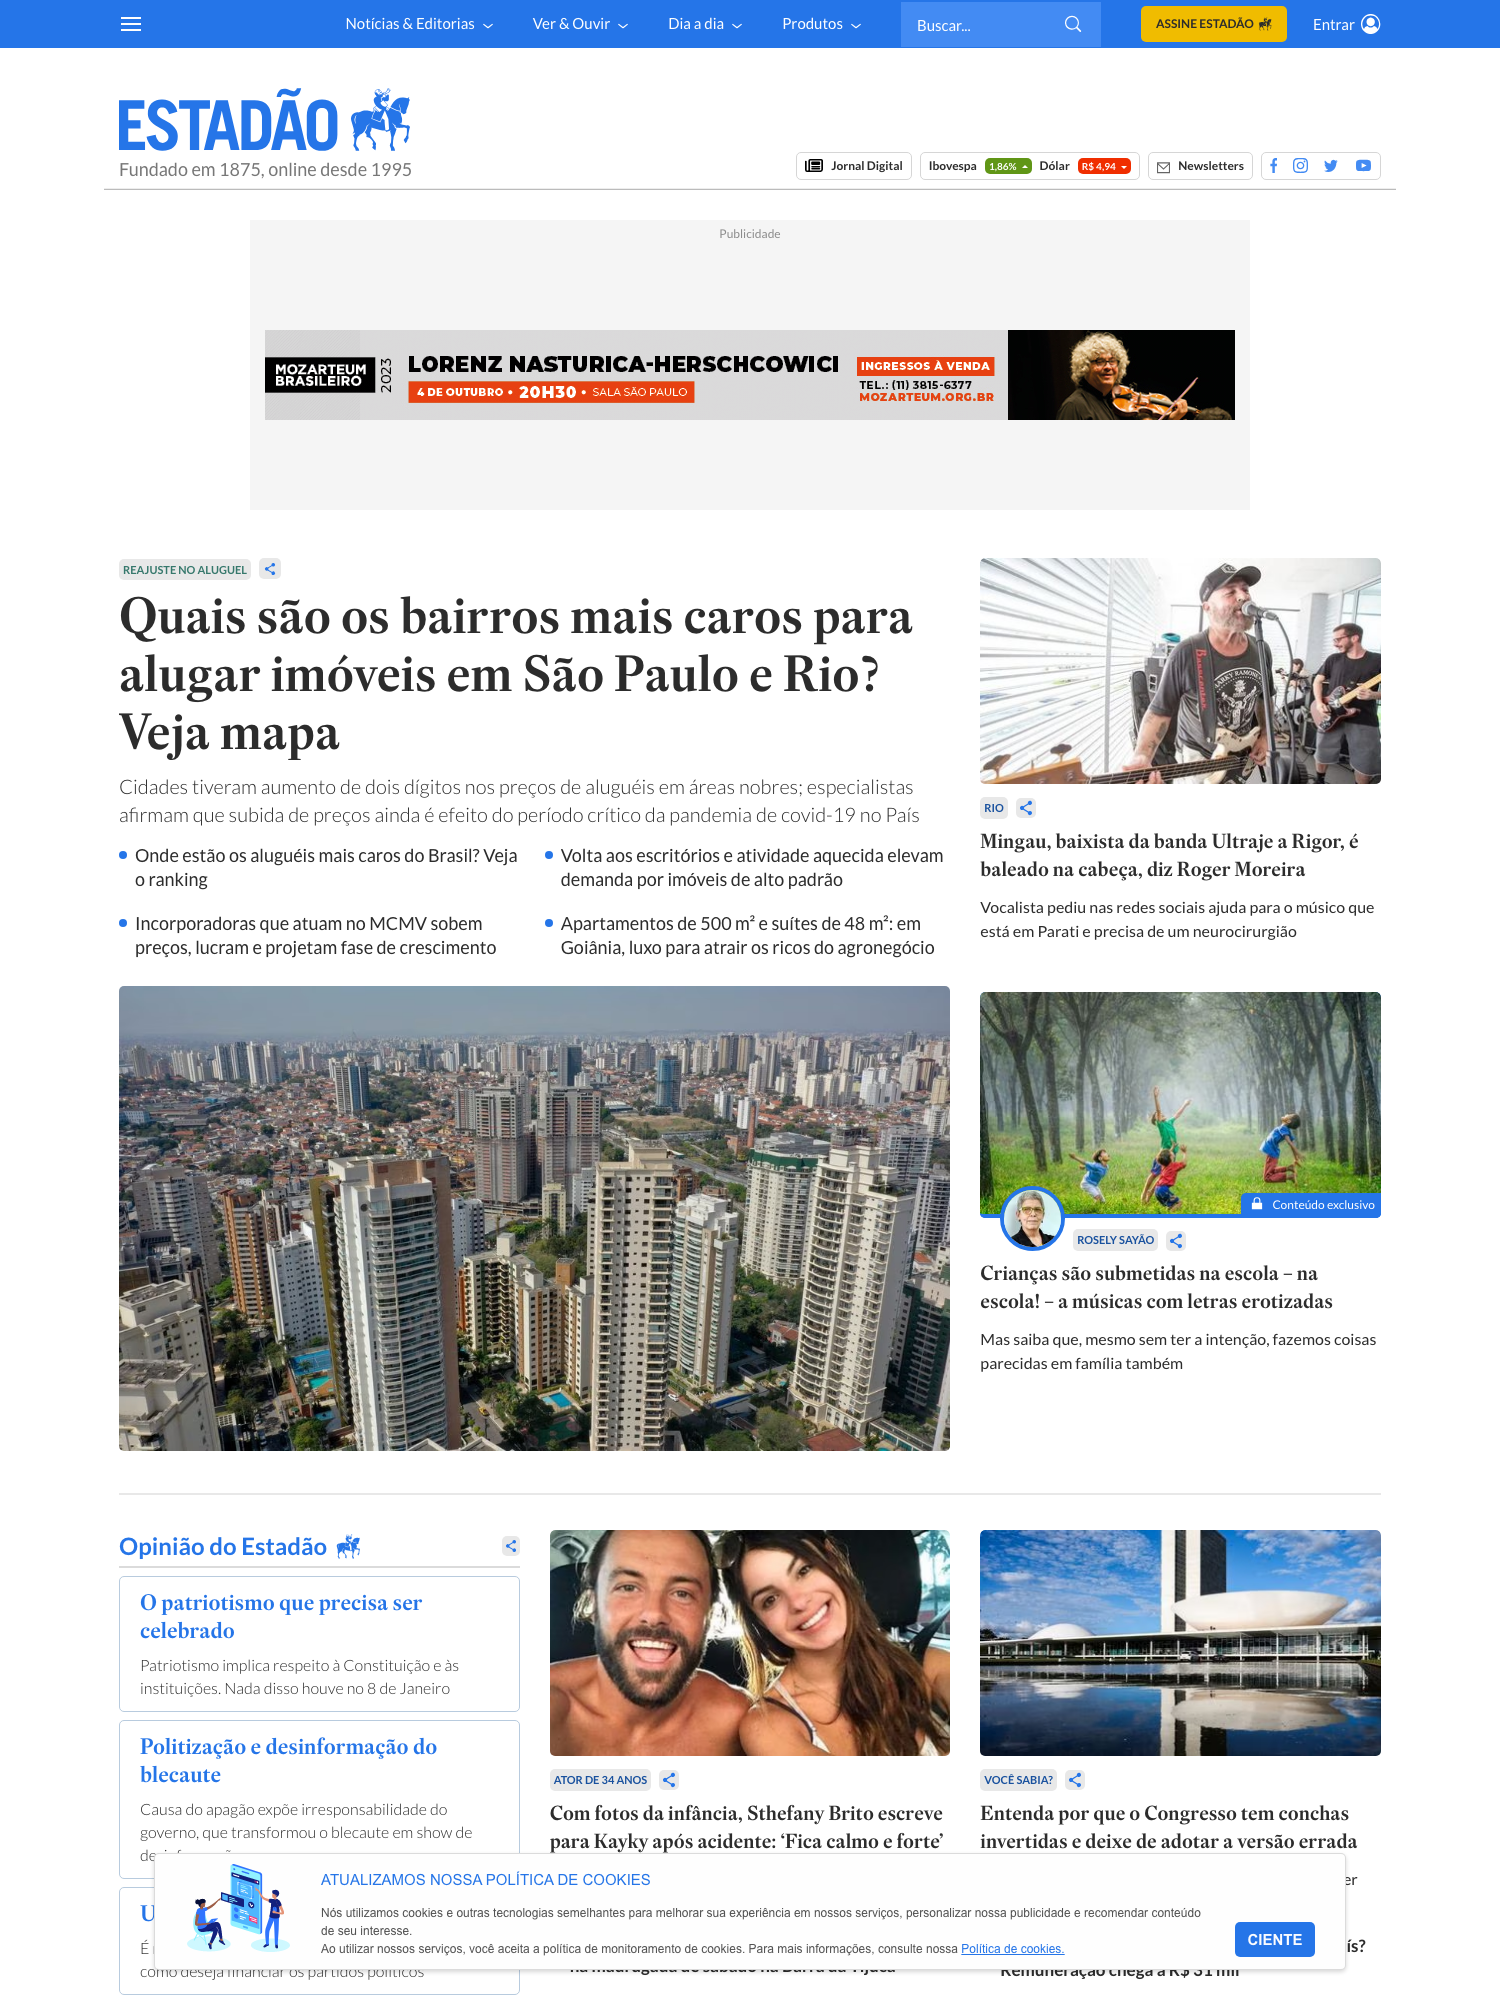 Notícias & Editorias
Ver & Ouvir
Dia a dia
Produtos
Buscar...
ASSINE ESTADÃO
Entrar
ESTADÃO
Fundado em 1875, online desde 1995
Jornal Digital
Ibovespa 1,86% Dólar R$ 4,94
Newsletters
Publicidade
MOZARTEUM
BRASILEIRO
2023
LORENZ NASTURICA-HERSCHCOWICI
4 DE OUTUBRO • 20H30 • SALA SÃO PAULO
INGRESSOS À VENDA
TEL.: (11) 3815-6377
MOZARTEUM.ORG.BR
REAJUSTE NO ALUGUEL
Quais são os bairros mais caros para
alugar imóveis em São Paulo e Rio?
Veja mapa
Cidades tiveram aumento de dois dígitos nos preços de aluguéis em áreas nobres; especialistas
afirmam que subida de preços ainda é efeito do período crítico da pandemia de covid-19 no País
Onde estão os aluguéis mais caros do Brasil? Veja
o ranking
Volta aos escritórios e atividade aquecida elevam
demanda por imóveis de alto padrão
Incorporadoras que atuam no MCMV sobem
preços, lucram e projetam fase de crescimento
Apartamentos de 500 m² e suítes de 48 m²: em
Goiânia, luxo para atrair os ricos do agronegócio
RIO
Mingau, baixista da banda Ultraje a Rigor, é
baleado na cabeça, diz Roger Moreira
Vocalista pediu nas redes sociais ajuda para o músico que
está em Parati e precisa de um neurocirurgião
Conteúdo exclusivo
ROSELY SAYÃO
Crianças são submetidas na escola – na
escola! – a músicas com letras erotizadas
Mas saiba que, mesmo sem ter a intenção, fazemos coisas
parecidas em família também
Opinião do Estadão
O patriotismo que precisa ser
celebrado
Patriotismo implica respeito à Constituição e às
instituições. Nada disso houve no 8 de Janeiro
Politização e desinformação do
blecaute
Causa do apagão expõe irresponsabilidade do
governo, que transformou o blecaute em show de
U
É
como deseja financiar os partidos políticos
ATOR DE 34 ANOS
Com fotos da infância, Sthefany Brito escreve
para Kayky após acidente: ‘Fica calmo e forte’
na madrugada de sábado na Barra da Tijuca
VOCÊ SABIA?
Entenda por que o Congresso tem conchas
invertidas e deixe de adotar a versão errada
er
ís?
Remuneração chega a R$ 31 mil
ATUALIZAMOS NOSSA POLÍTICA DE COOKIES
Nós utilizamos cookies e outras tecnologias semelhantes para melhorar sua experiência em nossos serviços, personalizar nossa publicidade e recomendar conteúdo
de seu interesse.
Ao utilizar nossos serviços, você aceita a política de monitoramento de cookies. Para mais informações, consulte nossa Política de cookies.
CIENTE